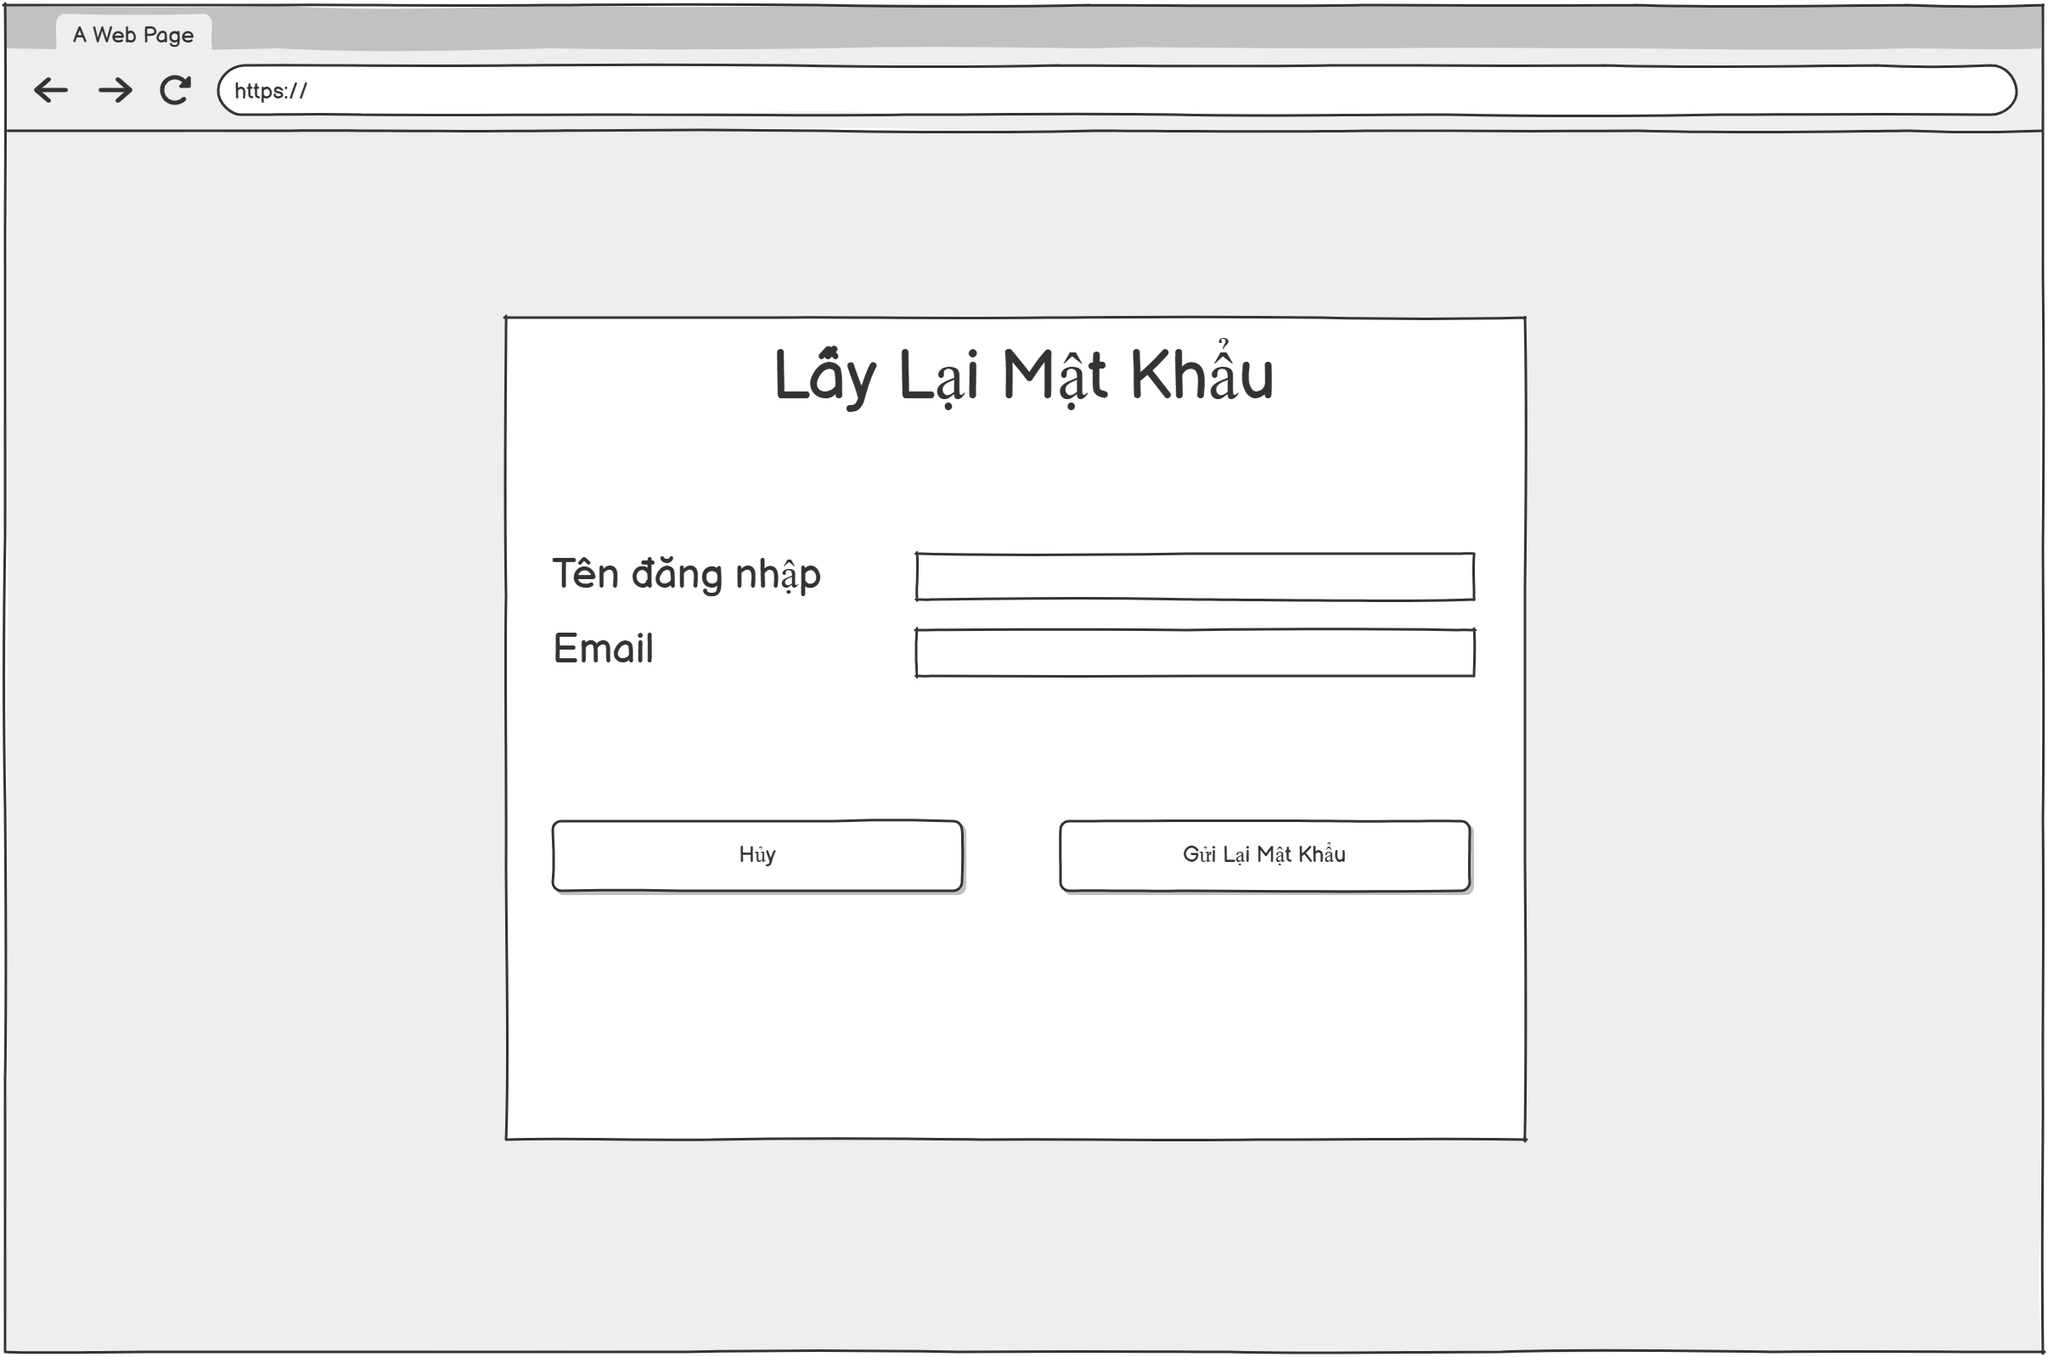 A Web Page
https://
Lấy Lại Mật Khẩu
Tên đăng nhập
Email
Hủy
Gửi Lại Mật Khẩu